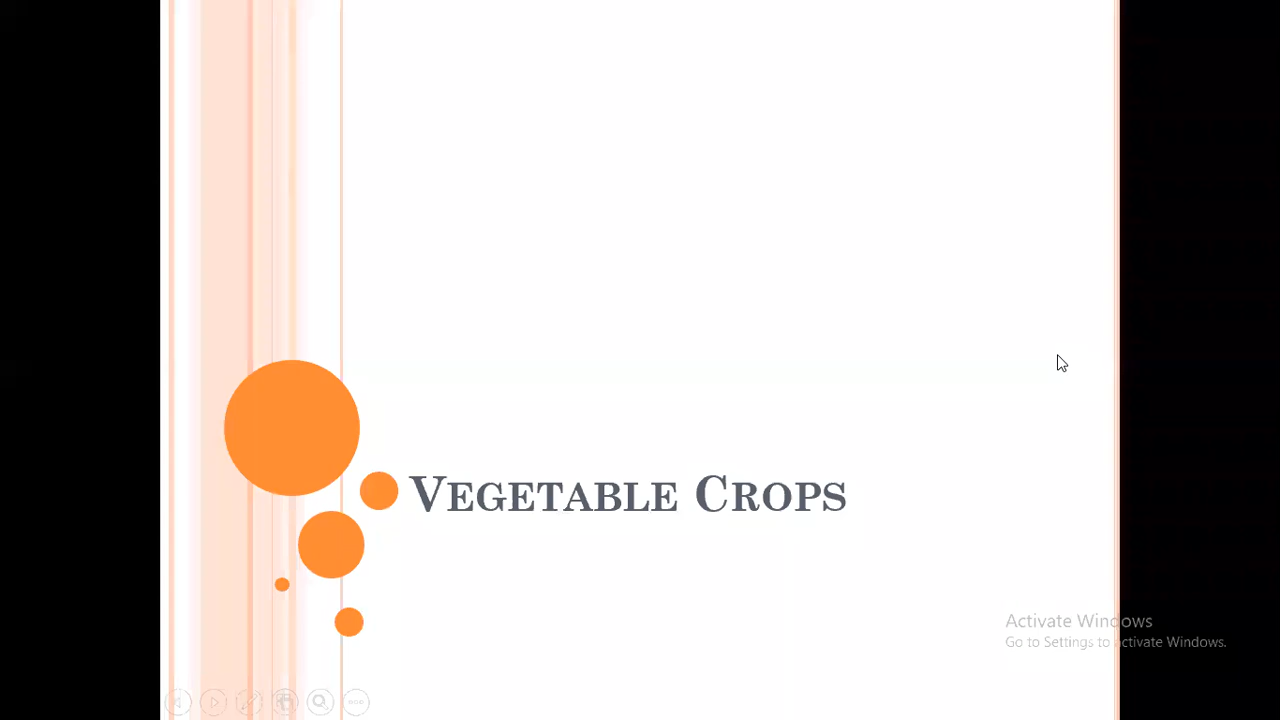 Vegetable Crops
Activate Windows
Go to Settings to activate Windows.